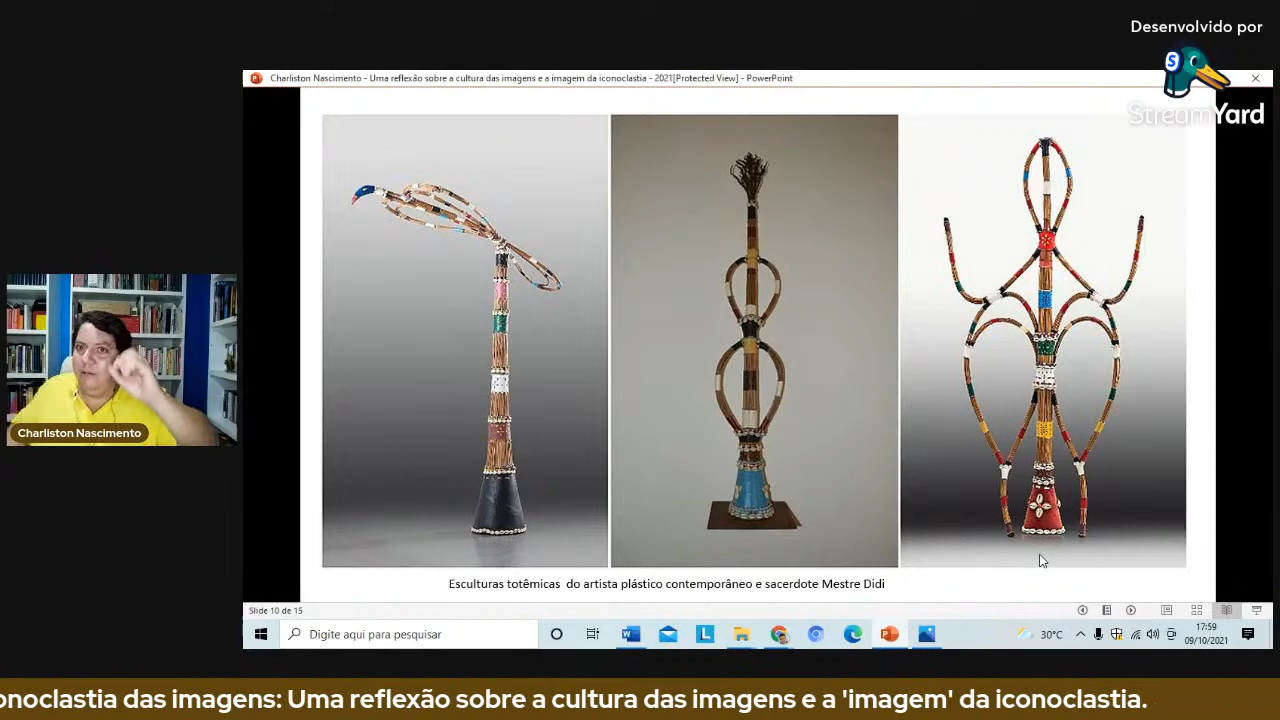 Desenvolvido por
S
StreamYard
Charliston Nascimento - Uma reflexão sobre a cultura das imagens e a imagem da iconoclastia - 2021[Protected View] - PowerPoint
Charliston Nascimento
Esculturas totêmicas do artista plástico contemporâneo e sacerdote Mestre Didi
Slide 10 de 15
Digite aqui para pesquisar
30°C
17:59
09/10/2021
onoclastia das imagens: Uma reflexão sobre a cultura das imagens e a 'imagem' da iconoclastia.